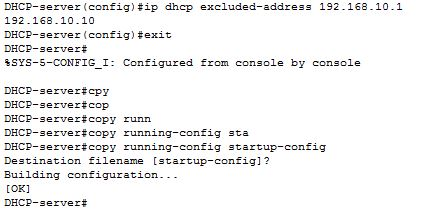 DHCP-server(config)#ip dhcp excluded-address 192.168.10.1
192.168.10.10
DHCP-server(config)#exit
DHCP-server#
%SYS-5-CONFIG_I: Configured from console by console
DHCP-server#cpy
DHCP-server#cop
DHCP-server#copy runn
DHCP-server#copy running-config sta
DHCP-server#copy running-config startup-config
Destination filename [startup-config]?
Building configuration...
[OK]
DHCP-server#